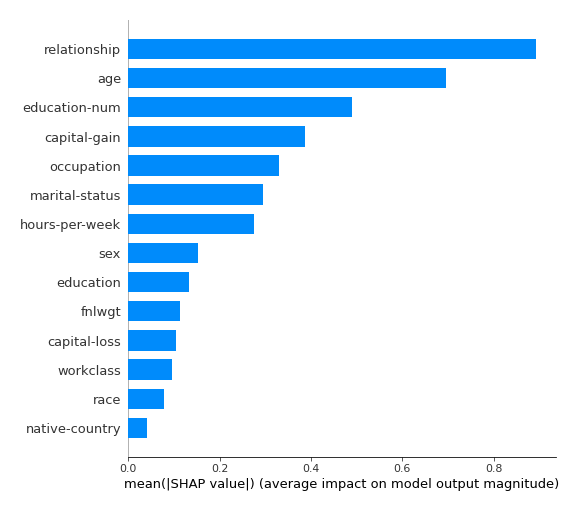 relationship
age
education-num
capital-gain
occupation
marital-status
hours-per-week
sex
education
fnlwgt
capital-loss
workclass
race
native-country
0.0 0.2 0.4 0.6 0.8
mean(|SHAP value|) (average impact on model output magnitude)